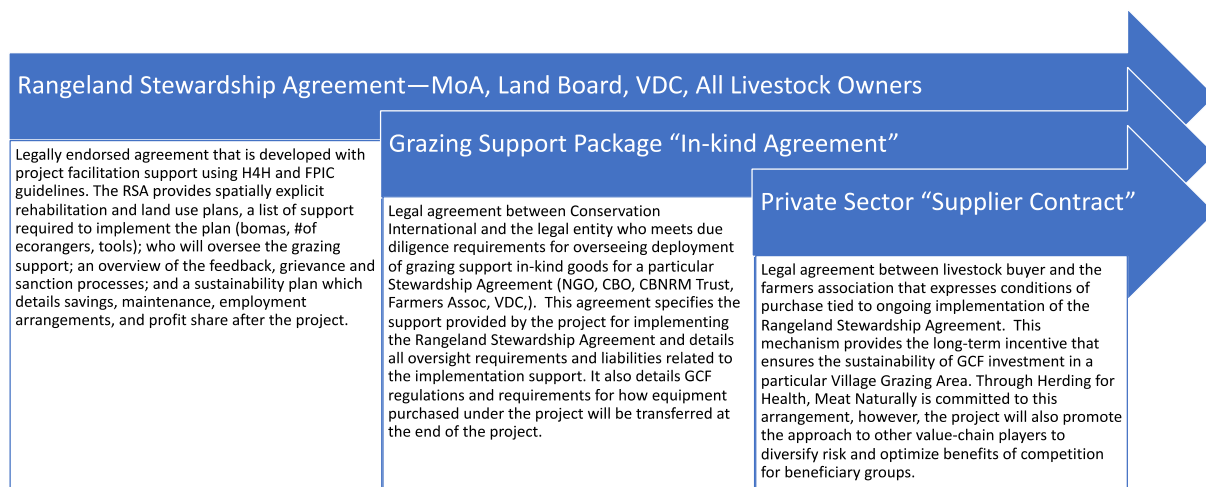 Rangeland Stewardship Agreement—MoA, Land Board, VDC, All Livestock Owners
Legally endorsed agreement that is developed with
project facilitation support using H4H and FPIC
guidelines. The RSA provides spatially explicit
rehabilitation and land use plans, a list of support
required to implement the plan (bomas, #of
ecorangers, tools); who will oversee the grazing
support; an overview of the feedback, grievance and
sanction processes; and a sustainability plan which
details savings, maintenance, employment
arrangements, and profit share after the project.
Grazing Support Package “In-kind Agreement”
Legal agreement between Conservation
International and the legal entity who meets due
diligence requirements for overseeing deployment
of grazing support in-kind goods for a particular
Stewardship Agreement (NGO, CBO, CBNRM Trust,
Farmers Assoc, VDC,).  This agreement specifies the
support provided by the project for implementing
the Rangeland Stewardship Agreement and details
all oversight requirements and liabilities related to
the implementation support. It also details GCF
regulations and requirements for how equipment
purchased under the project will be transferred at
the end of the project.
Private Sector “Supplier Contract”
Legal agreement between livestock buyer and the
farmers association that expresses conditions of
purchase tied to ongoing implementation of the
Rangeland Stewardship Agreement.  This
mechanism provides the long-term incentive that
ensures the sustainability of GCF investment in a
particular Village Grazing Area. Through Herding for
Health, Meat Naturally is committed to this
arrangement, however, the project will also promote
the approach to other value-chain players to
diversify risk and optimize benefits of competition
for beneficiary groups.